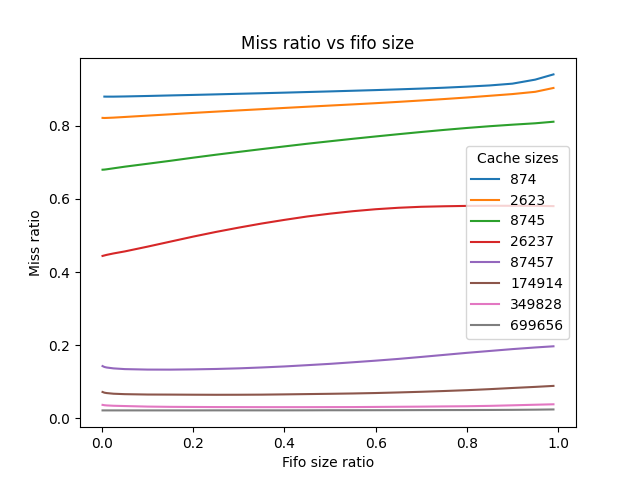 Miss ratio vs fifo size
Miss ratio
0.8
0.6
0.4
0.2
0.0
Cache sizes
874
2623
8745
26237
87457
174914
349828
699656
0.0 0.2 0.4 0.6 0.8 1.0
Fifo size ratio